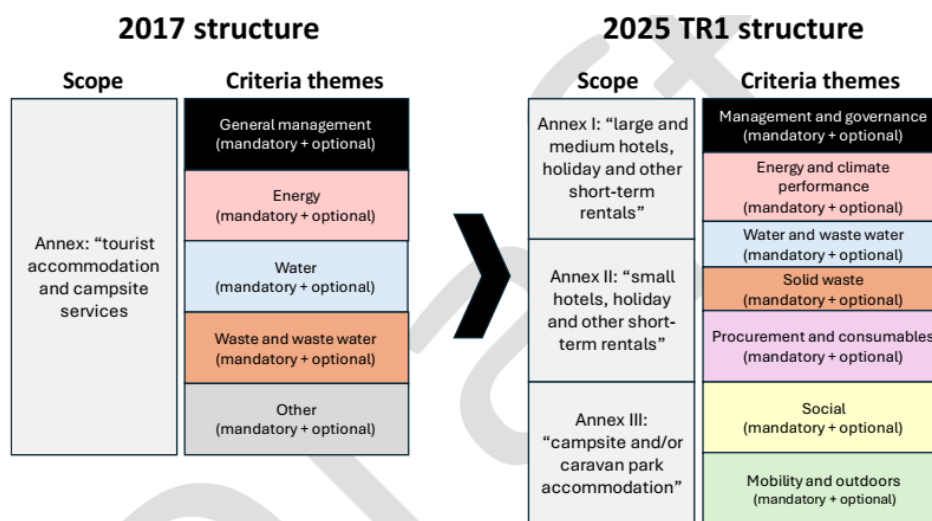 2017 structure
Scope
Criteria themes
Annex: “tourist
accommodation
and campsite
services
General management
(mandatory + optional)
Energy
(mandatory + optional)
Water
(mandatory + optional)
Waste and waste water
(mandatory + optional)
Other
(mandatory + optional)
2025 TR1 structure
Scope
Criteria themes
Annex I: “large and
medium hotels,
holiday and other
short-term
rentals”
Annex II: “small
hotels, holiday
and other short-
term rentals”
Annex III:
“campsite and/or
caravan park
accommodation”
Management and governance
(mandatory + optional)
Energy and climate
performance
(mandatory + optional)
Water and waste water
(mandatory + optional)
Solid waste
(mandatory + optional)
Procurement and consumables
(mandatory + optional)
Social
(mandatory + optional)
Mobility and outdoors
(mandatory + optional)